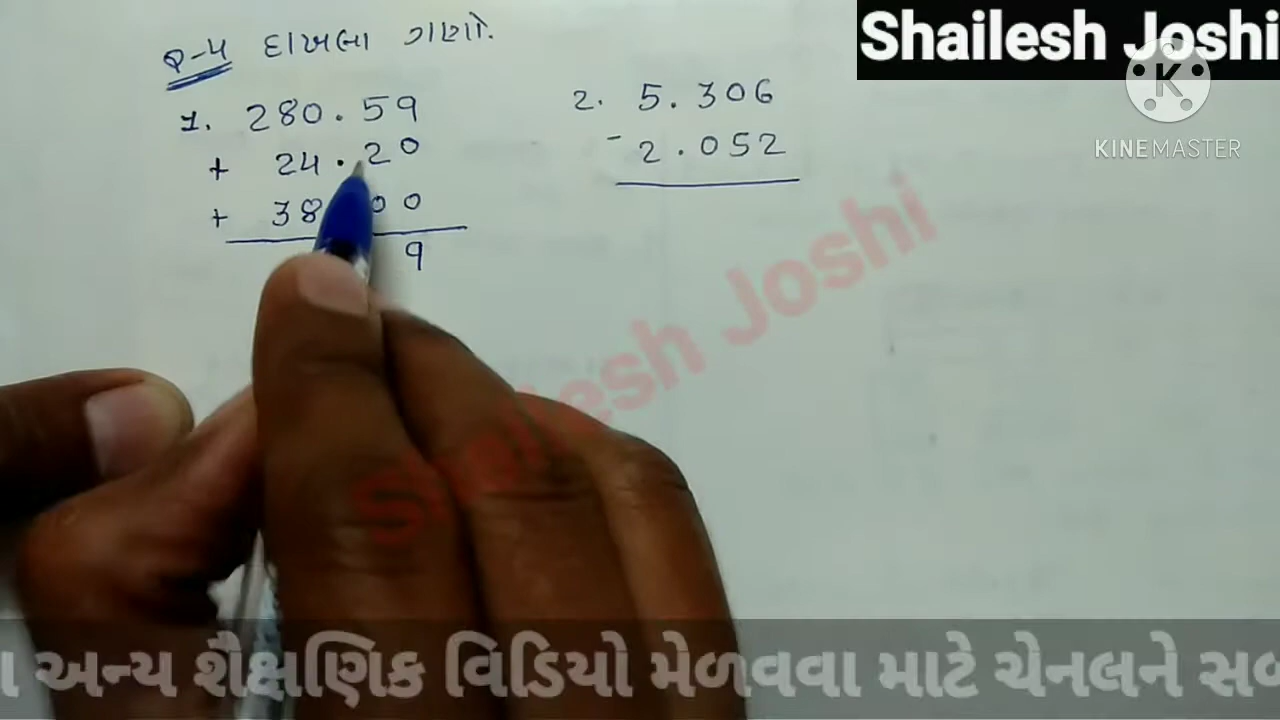 Shailesh Joshi
KINEMASTER
પ્ર-૫ દાખલા ગણો.
1. 280.59
+ 24.20
+ 38 00
9
2. 5.306
- 2.052
Shailesh Joshi
અન્ય શૈક્ષણિક વિડિયો મેળવવા માટે ચેનલને